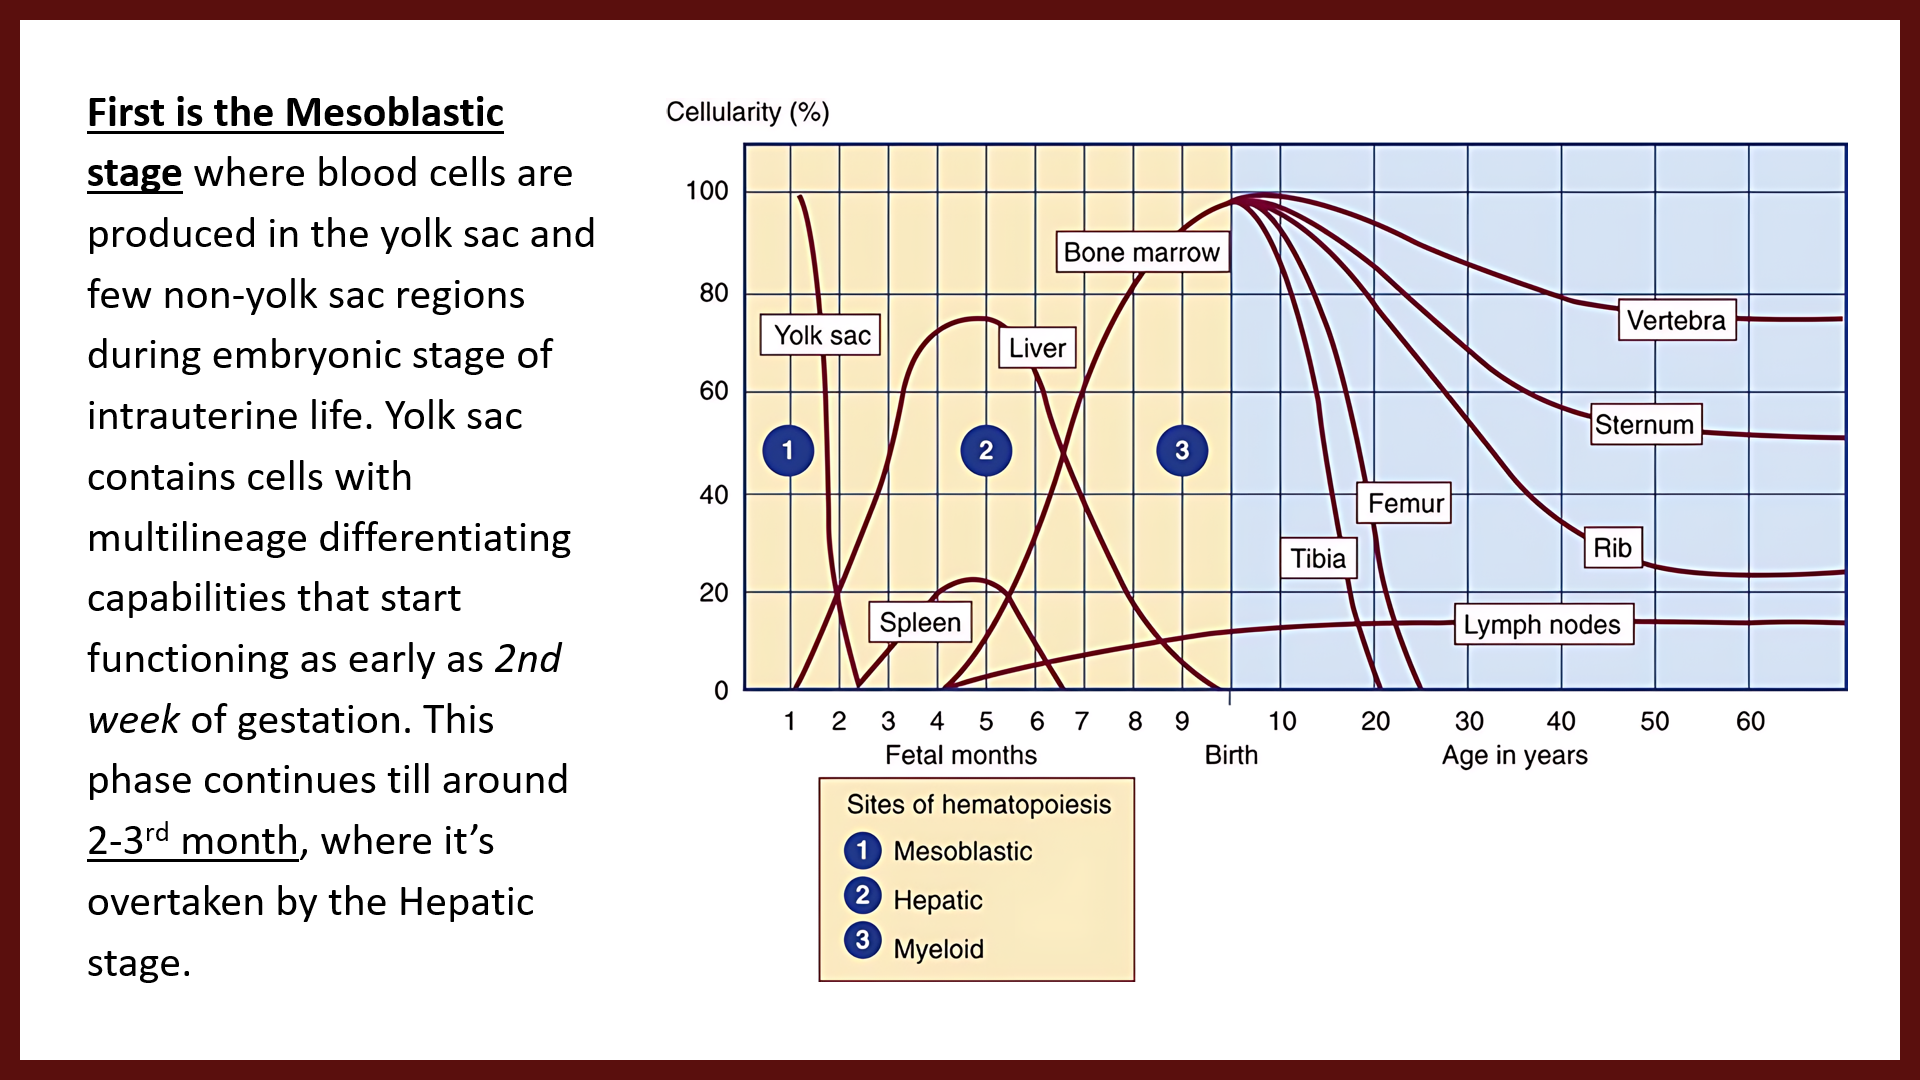 First is the Mesoblastic
stage where blood cells are
produced in the yolk sac and
few non-yolk sac regions
during embryonic stage of
intrauterine life. Yolk sac
contains cells with
multilineage differentiating
capabilities that start
functioning as early as 2nd
week of gestation. This
phase continues till around
2-3rd month, where it’s
overtaken by the Hepatic
stage.
Cellularity (%)
100
80
60
40
20
0
Yolk sac
Liver
Bone marrow
Spleen
1
2
3
Vertebra
Sternum
Femur
Tibia
Rib
Lymph nodes
1 2 3 4 5 6 7 8 9 10 20 30 40 50 60
Fetal months Birth Age in years
Sites of hematopoiesis
1 Mesoblastic
2 Hepatic
3 Myeloid